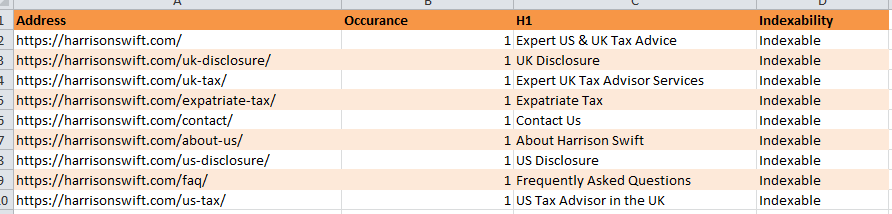 A B C D
1 Address Occurance H1 Indexability
2 https://harrisonswift.com/ 1 Expert US & UK Tax Advice Indexable
3 https://harrisonswift.com/uk-disclosure/ 1 UK Disclosure Indexable
4 https://harrisonswift.com/uk-tax/ 1 Expert UK Tax Advisor Services Indexable
5 https://harrisonswift.com/expatriate-tax/ 1 Expatriate Tax Indexable
6 https://harrisonswift.com/contact/ 1 Contact Us Indexable
7 https://harrisonswift.com/about-us/ 1 About Harrison Swift Indexable
8 https://harrisonswift.com/us-disclosure/ 1 US Disclosure Indexable
9 https://harrisonswift.com/faq/ 1 Frequently Asked Questions Indexable
10 https://harrisonswift.com/us-tax/ 1 US Tax Advisor in the UK Indexable